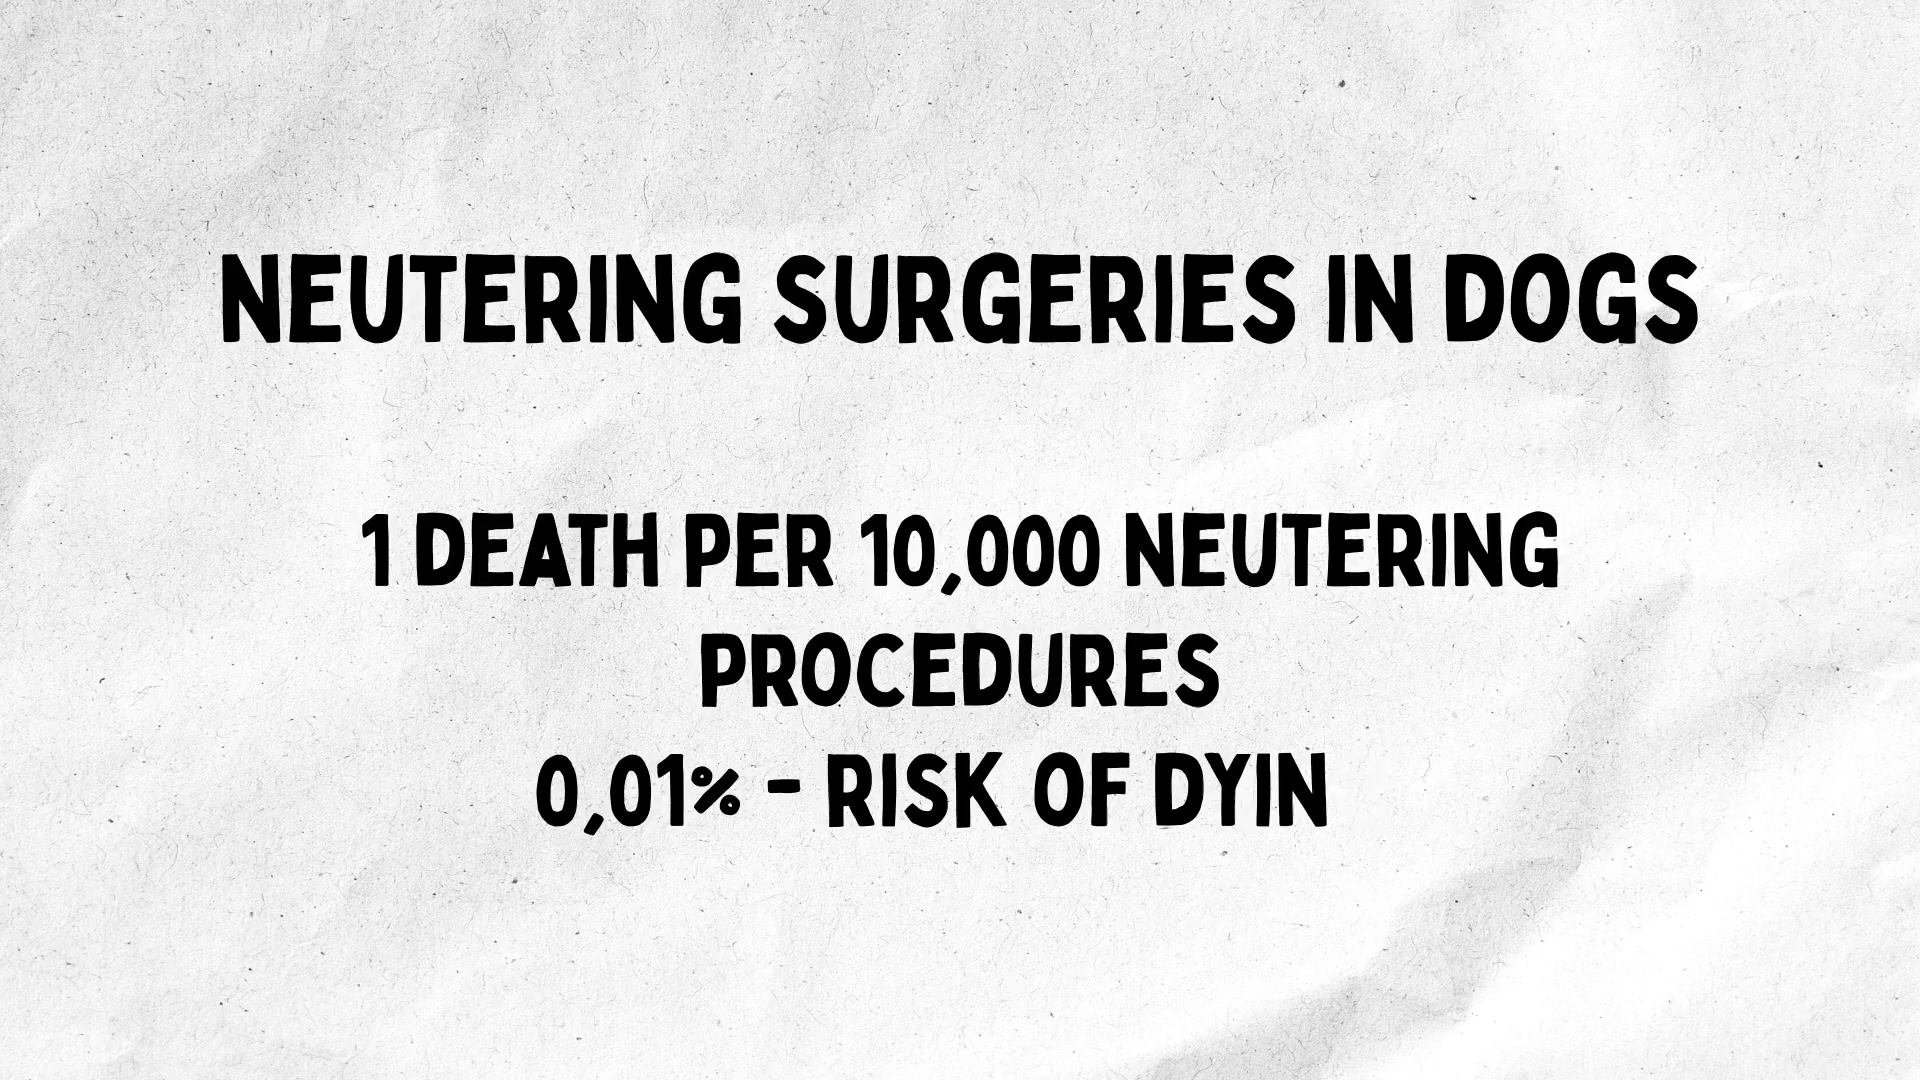 NEUTERING SURGERIES IN DOGS
1 DEATH PER 10,000 NEUTERING
PROCEDURES
0,01% - RISK OF DYIN